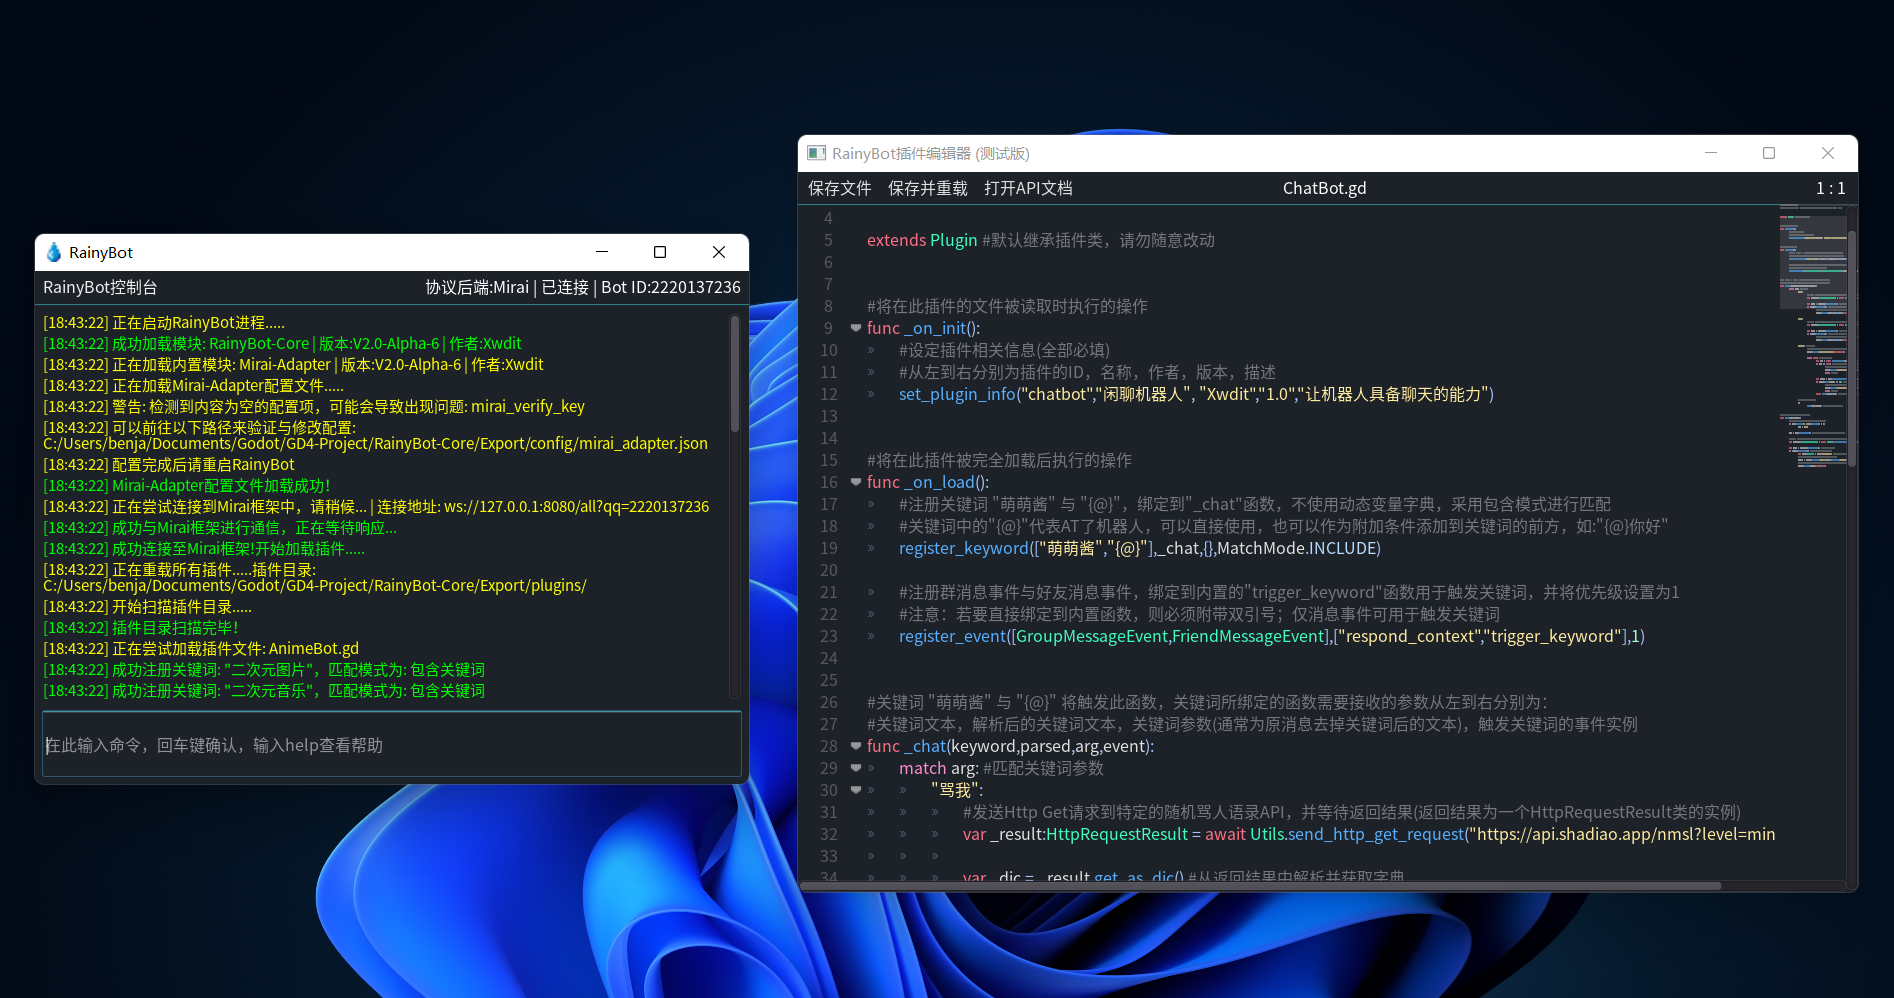 RainyBot
RainyBot控制台
协议后端:Mirai | 已连接 | Bot ID:2220137236
[18:43:22] 正在启动RainyBot进程.....
[18:43:22] 成功加载模块: RainyBot-Core | 版本:V2.0-Alpha-6 | 作者:Xwdit
[18:43:22] 正在加载内置模块: Mirai-Adapter | 版本:V2.0-Alpha-6 | 作者:Xwdit
[18:43:22] 正在加载Mirai-Adapter配置文件.....
[18:43:22] 警告: 检测到内容为空的配置项，可能会导致出现问题: mirai_verify_key
[18:43:22] 可以前往以下路径来验证与修改配置:
C:/Users/benja/Documents/Godot/GD4-Project/RainyBot-Core/Export/config/mirai_adapter.json
[18:43:22] 配置完成后请重启RainyBot
[18:43:22] Mirai-Adapter配置文件加载成功！
[18:43:22] 正在尝试连接到Mirai框架中，请稍候... | 连接地址: ws://127.0.0.1:8080/all?qq=2220137236
[18:43:22] 成功与Mirai框架进行通信，正在等待响应...
[18:43:22] 成功连接至Mirai框架!开始加载插件.....
[18:43:22] 正在重载所有插件.....插件目录:
C:/Users/benja/Documents/Godot/GD4-Project/RainyBot-Core/Export/plugins/
[18:43:22] 开始扫描插件目录.....
[18:43:22] 插件目录扫描完毕！
[18:43:22] 正在尝试加载插件文件: AnimeBot.gd
[18:43:22] 成功注册关键词: "二次元图片"，匹配模式为: 包含关键词
[18:43:22] 成功注册关键词: "二次元音乐"，匹配模式为: 包含关键词
在此输入命令，回车键确认，输入help查看帮助
RainyBot插件编辑器 (测试版)
保存文件 保存并重载 打开API文档 ChatBot.gd 1 : 1
4
5 extends Plugin #默认继承插件类，请勿随意改动
6
7
8 #将在此插件的文件被读取时执行的操作
9 func _on_init():
10 » #设定插件相关信息(全部必填)
11 » #从左到右分别为插件的ID，名称，作者，版本，描述
12 » set_plugin_info("chatbot","闲聊机器人", "Xwdit","1.0","让机器人具备聊天的能力")
13
14
15 #将在此插件被完全加载后执行的操作
16 func _on_load():
17 » #注册关键词 "萌萌酱" 与 "{@}"，绑定到"_chat"函数，不使用动态变量字典，采用包含模式进行匹配
18 » #关键词中的"{@}"代表AT了机器人，可以直接使用，也可以作为附加条件添加到关键词的前方，如:"{@}你好"
19 » register_keyword(["萌萌酱","{@}"],_chat,{},MatchMode.INCLUDE)
20
21 » #注册群消息事件与好友消息事件，绑定到内置的"trigger_keyword"函数用于触发关键词，并将优先级设置为1
22 » #注意：若要直接绑定到内置函数，则必须附带双引号；仅消息事件可用于触发关键词
23 » register_event([GroupMessageEvent,FriendMessageEvent],["respond_context","trigger_keyword"],1)
24
25
26 #关键词 "萌萌酱" 与 "{@}" 将触发此函数，关键词所绑定的函数需要接收的参数从左到右分别为：
27 #关键词文本，解析后的关键词文本，关键词参数(通常为原消息去掉关键词后的文本)，触发关键词的事件实例
28 func _chat(keyword,parsed,arg,event):
29 » match arg: #匹配关键词参数
30 » » "骂我":
31 » » » #发送Http Get请求到特定的随机骂人语录API，并等待返回结果(返回结果为一个HttpRequestResult类的实例)
32 » » » var _result:HttpRequestResult = await Utils.send_http_get_request("https://api.shadiao.app/nmsl?level=min
33 » » »
34 » » » var _dic = _result.get_as_dic() #从返回结果中解析并获取字典